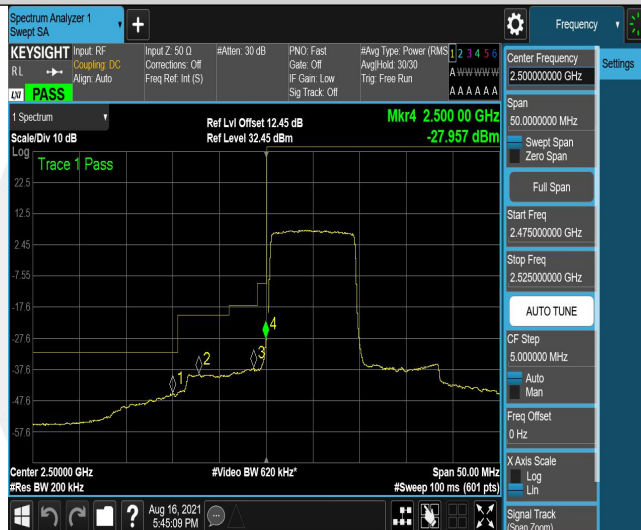 Spectrum Analyzer 1
Swept SA
Frequency
KEYSIGHT
RL
LXI PASS
Input: RF
Coupling: DC
Align: Auto
Input Z: 50 Ω
Corrections: Off
Freq Ref: Int (S)
#Atten: 30 dB
PNO: Fast
Gate: Off
IF Gain: Low
Sig Track: Off
#Avg Type: Power (RMS
Avg|Hold: 30/30
Trig: Free Run
1 2 3 4 5 6
A W W W W W
A A A A A A
1 Spectrum
Scale/Div 10 dB
Ref Lvl Offset 12.45 dB
Ref Level 32.45 dBm
Mkr4 2.500 00 GHz
-27.957 dBm
Log
Trace 1 Pass
22.5
12.5
2.45
-7.55
-17.6
-27.6
-37.6
-47.6
-57.6
1
2
3
4
Center 2.50000 GHz
#Res BW 200 kHz
#Video BW 620 kHz*
Span 50.00 MHz
#Sweep 100 ms (601 pts)
Aug 16, 2021
5:45:09 PM
Center Frequency
2.500000000 GHz
Settings
Span
50.0000000 MHz
Swept Span
Zero Span
Full Span
Start Freq
2.475000000 GHz
Stop Freq
2.525000000 GHz
AUTO TUNE
CF Step
5.000000 MHz
Auto
Man
Freq Offset
0 Hz
X Axis Scale
Log
Lin
Signal Track
(Span Zoom)